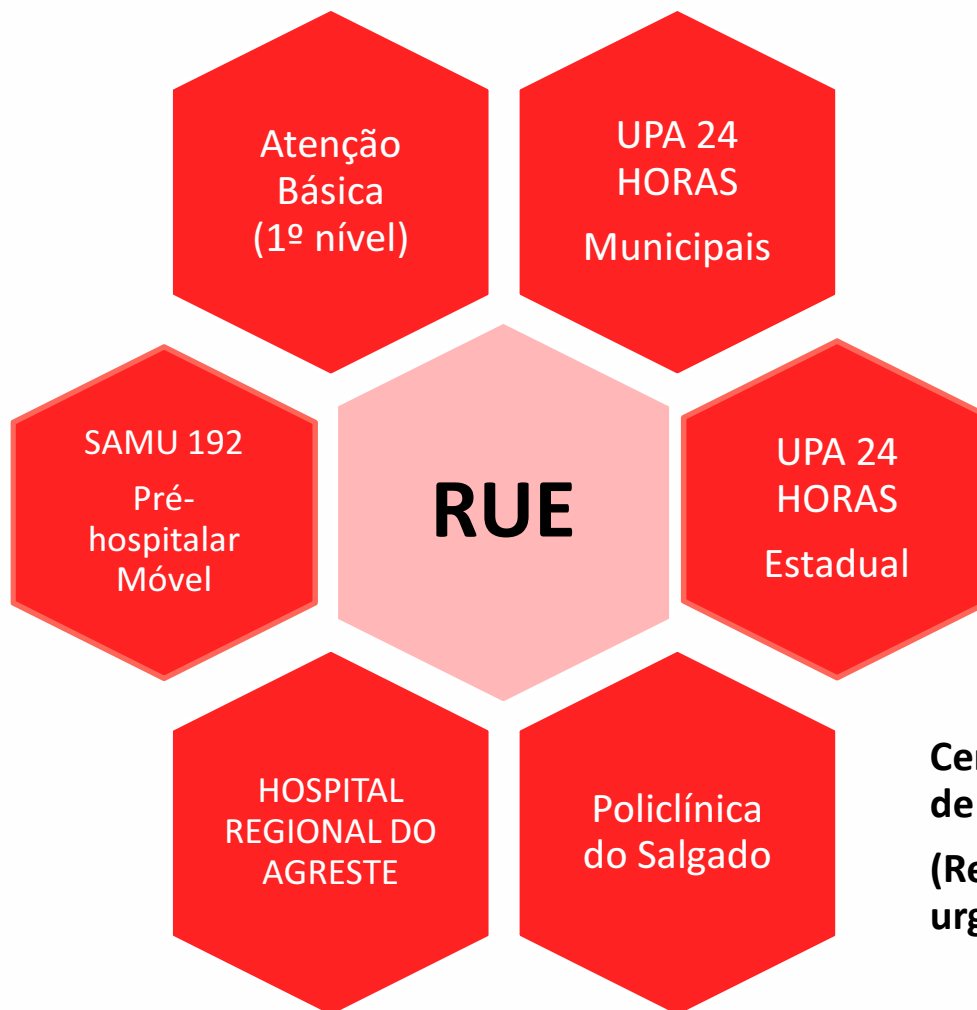 Atenção
Básica
(1º nível)
UPA 24
HORAS
Municipais
SAMU 192
Pré-
hospitalar
Móvel
RUE
UPA 24
HORAS
Estadual
HOSPITAL
REGIONAL DO
AGRESTE
Policlínica
do Salgado
de